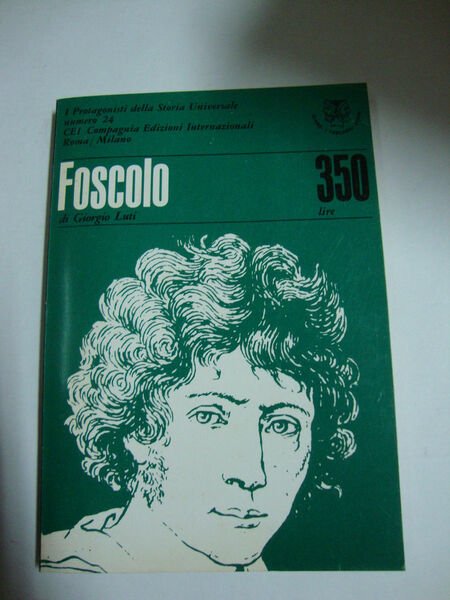 I Protagonisti della Storia Universale
numero 24
CEI Compagnia Edizioni Internazionali
Roma/Milano
Foscolo
350
di Giorgio Luti
lire